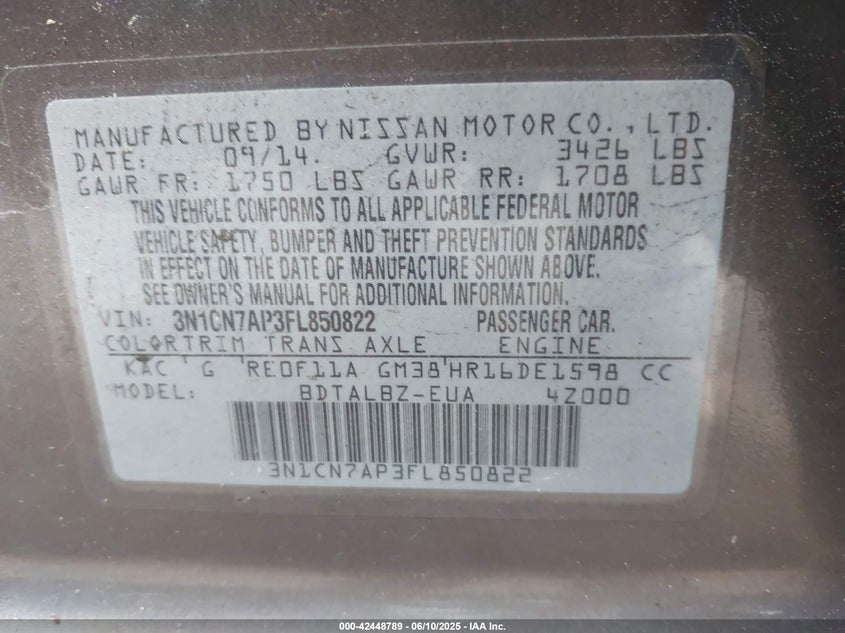 MANUFACTURED BY NISSAN MOTOR CO., LTD.
DATE: 09/14. GVWR: 3426 LBS
GAWR FR: 1750 LBS GAWR RR: 1708 LBS
THIS VEHICLE CONFORMS TO ALL APPLICABLE FEDERAL MOTOR
VEHICLE SAFETY, BUMPER AND THEFT PREVENTION STANDARDS
IN EFFECT ON THE DATE OF MANUFACTURE SHOWN ABOVE.
SEE OWNER'S MANUAL FOR ADDITIONAL INFORMATION.
VIN: 3N1CN7AP3FL850822 PASSENGER CAR.
COLORTRIM TRANS AXLE ENGINE
KAC G RE0F11A GM38 HR16DE1598 CC
MODEL: BDTALBZ-EUA 4Z000
3N1CN7AP3FL850822
000-42448789 - 06/10/2025 - IAA Inc.